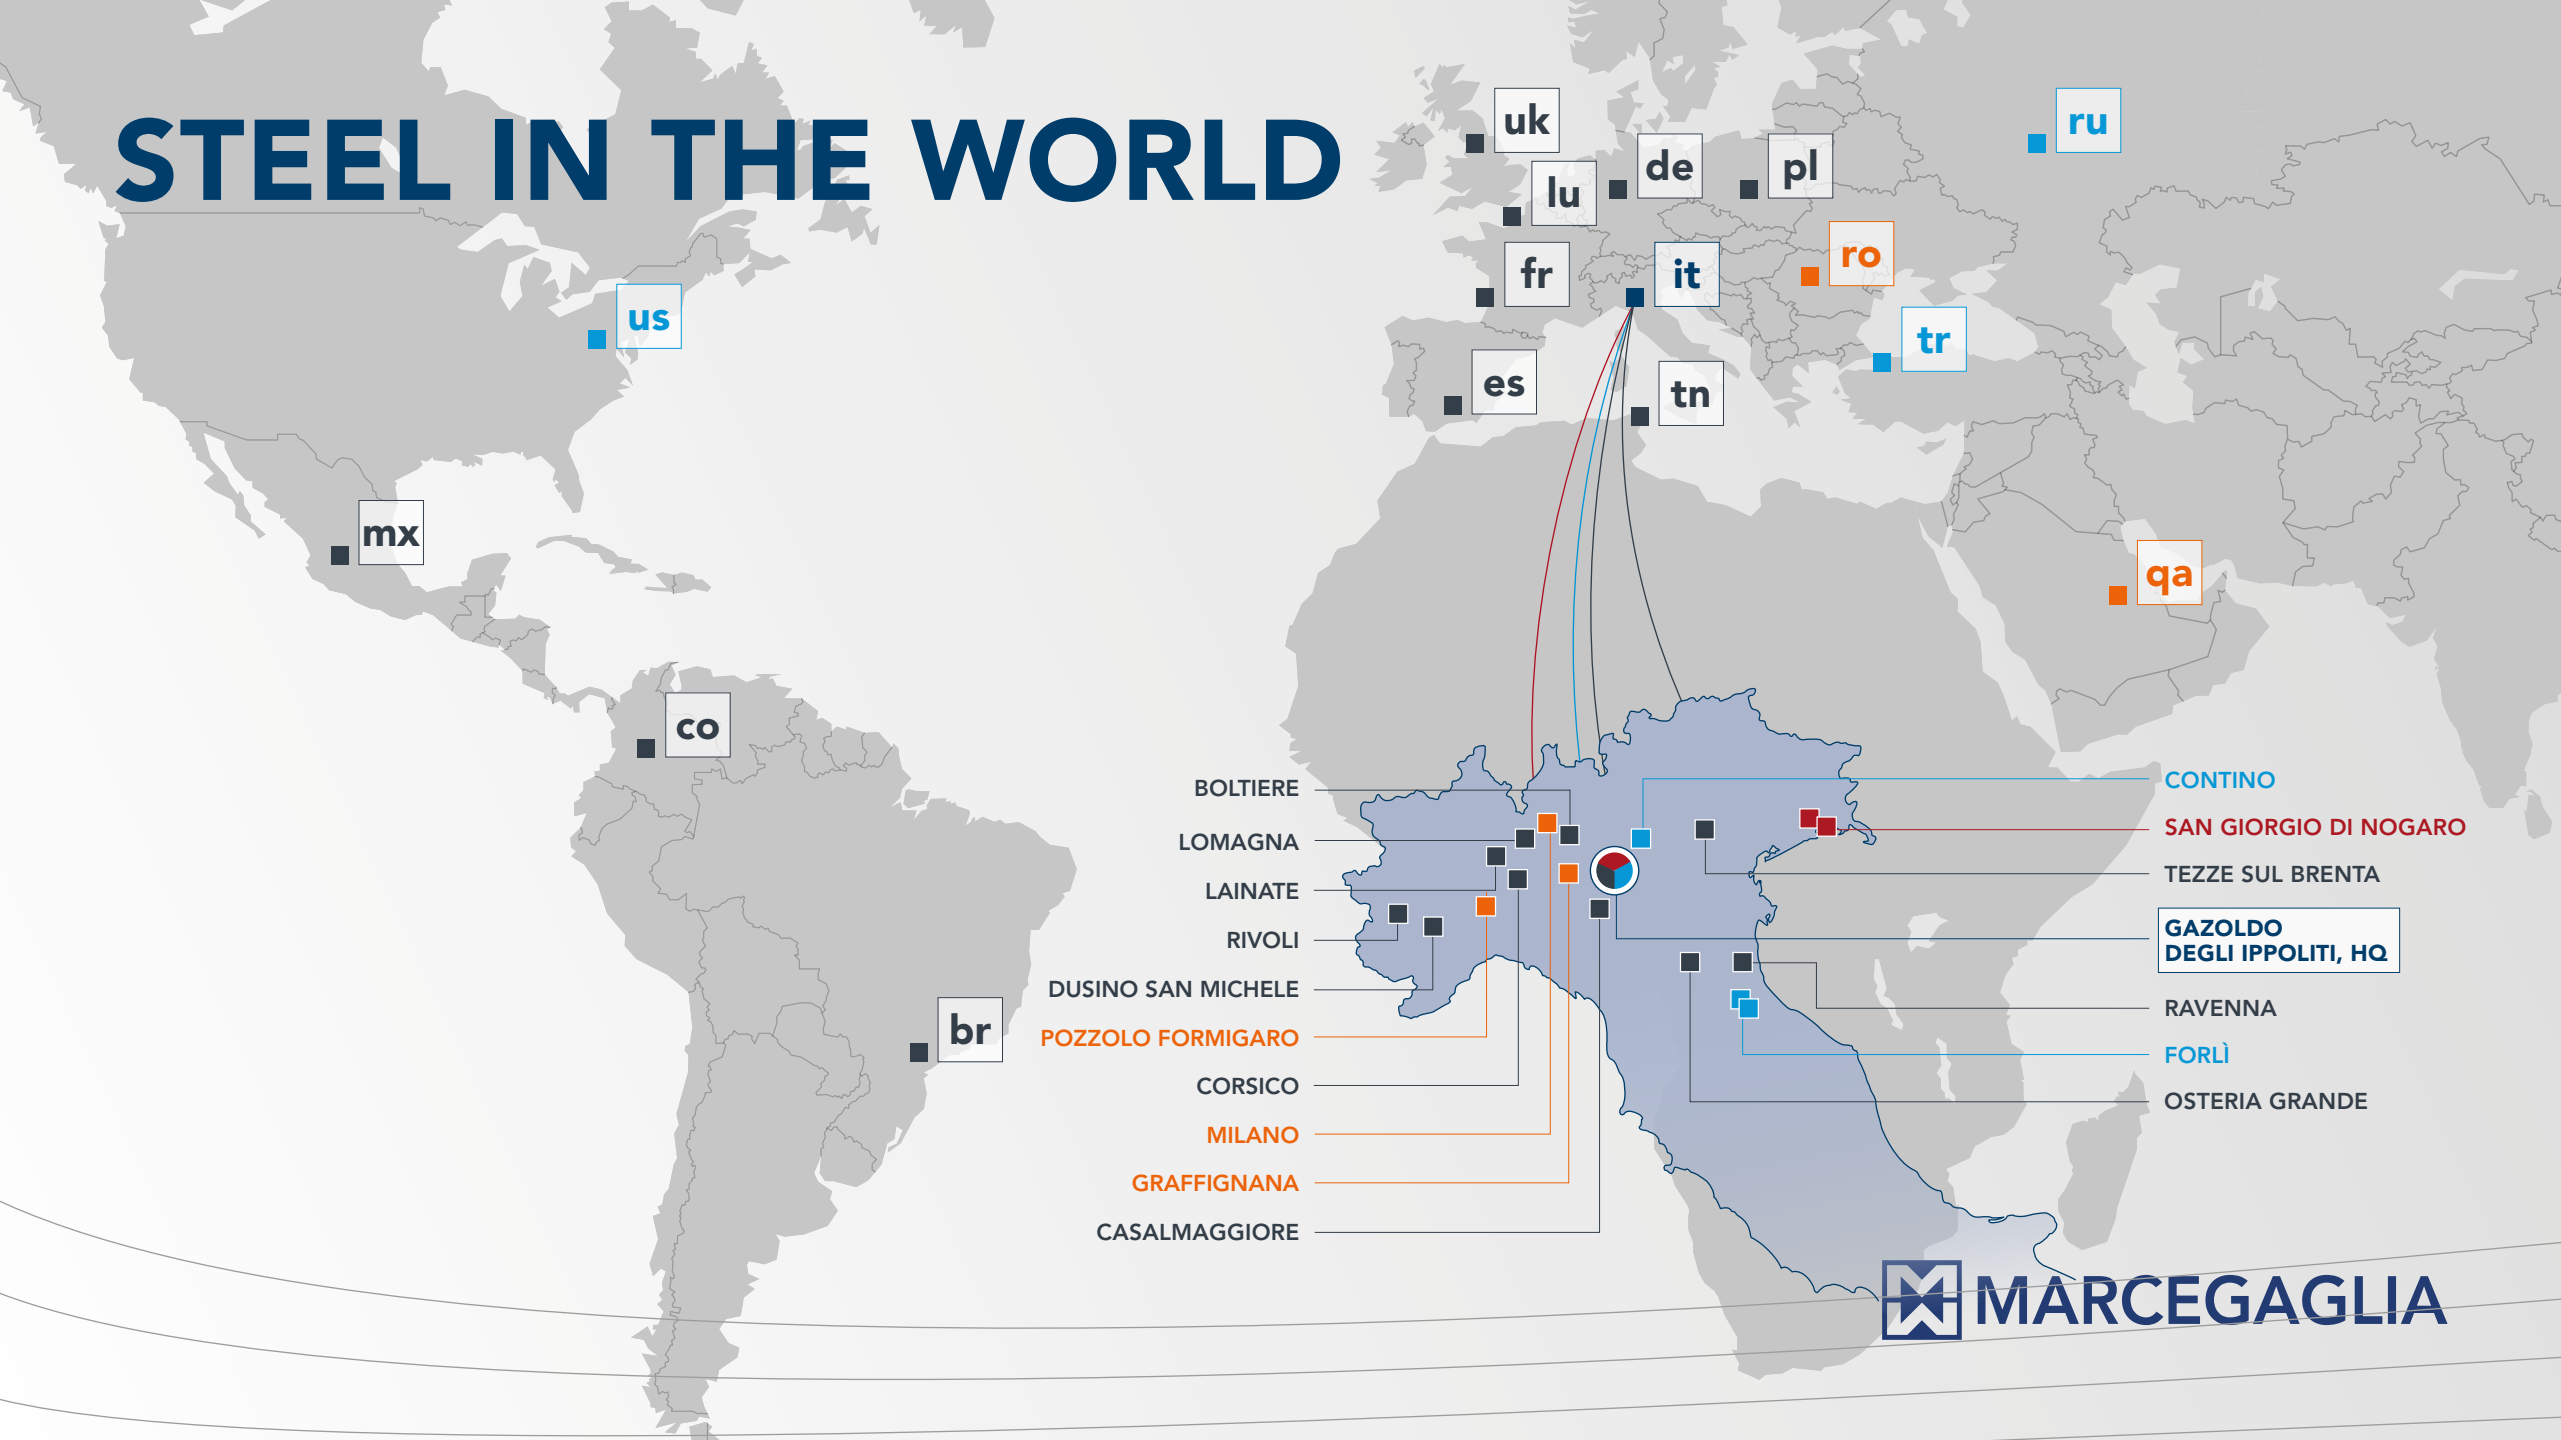 STEEL IN THE WORLD
uk
ru
de
pl
lu
ro
fr
it
us
tr
es
tn
mx
qa
co
br
BOLTIERE
LOMAGNA
LAINATE
RIVOLI
DUSINO SAN MICHELE
POZZOLO FORMIGARO
CORSICO
MILANO
GRAFFIGNANA
CASALMAGGIORE
CONTINO
SAN GIORGIO DI NOGARO
TEZZE SUL BRENTA
GAZOLDO
DEGLI IPPOLITI, HQ
RAVENNA
FORLÌ
OSTERIA GRANDE
MARCEGAGLIA